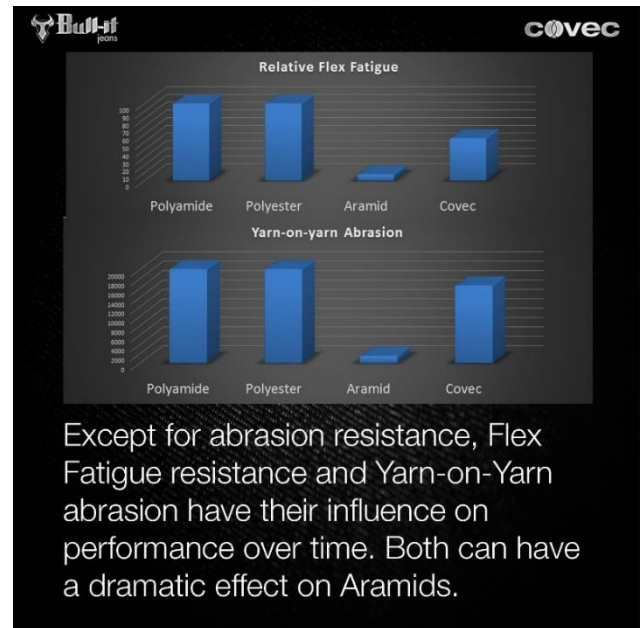 Bull-it
jeans
covec
Relative Flex Fatigue
100
90
80
70
60
50
40
30
20
10
0
Polyamide Polyester Aramid Covec
Yarn-on-yarn Abrasion
20000
18000
16000
14000
12000
10000
8000
6000
4000
2000
0
Polyamide Polyester Aramid Covec
Except for abrasion resistance, Flex
Fatigue resistance and Yarn-on-Yarn
abrasion have their influence on
performance over time. Both can have
a dramatic effect on Aramids.